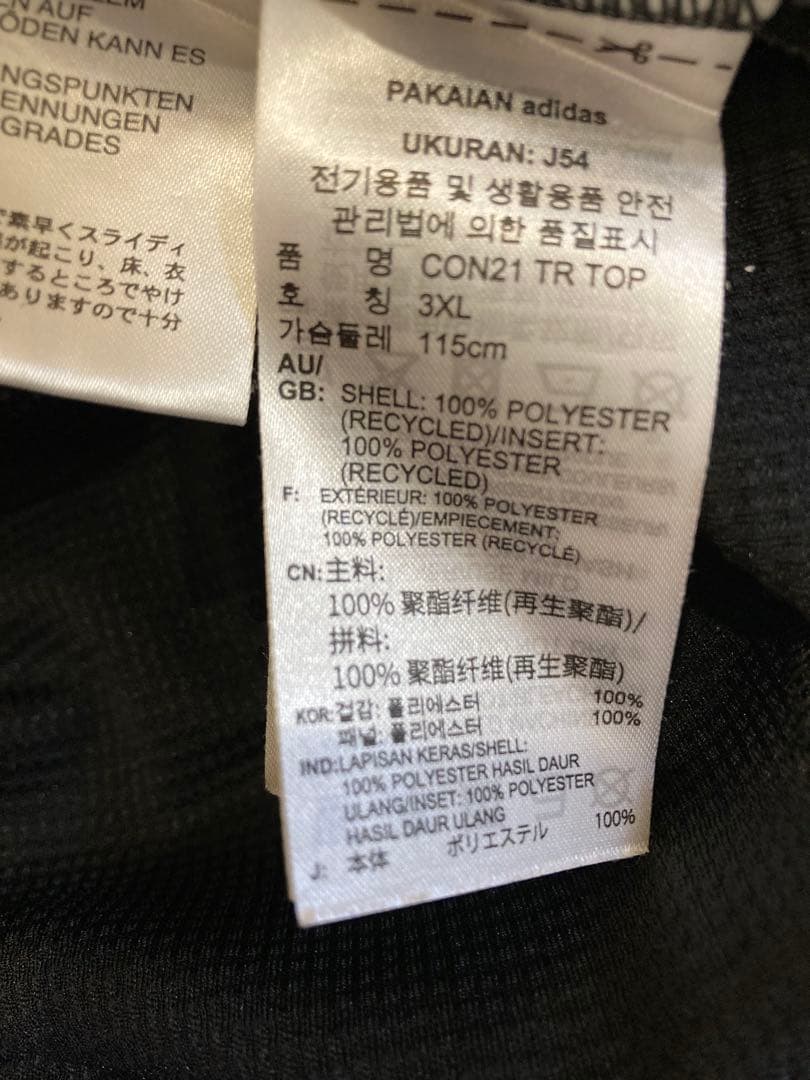 EN AUF
ÖDEN KANN ES
NGSPUNKTEN
ENNUNGEN
GRADES
で素早くスライディ
が起こり、床、衣
するところでやけ
ありますので十分
PAKAIAN adidas
UKURAN: J54
전기용품 및 생활용품 안전
관리법에 의한 품질표시
품 명 CON21 TR TOP
호 칭 3XL
가슴둘레 115cm
AU/
GB: SHELL: 100% POLYESTER
(RECYCLED)/INSERT:
100% POLYESTER
(RECYCLED)
F: EXTÉRIEUR: 100% POLYESTER
(RECYCLÉ)/EMPIECEMENT:
100% POLYESTER (RECYCLÉ)
CN:主料:
100% 聚酯纤维(再生聚酯)/
拼料:
100% 聚酯纤维(再生聚酯)
KOR:겉감: 폴리에스터 100%
패널: 폴리에스터 100%
IND:LAPISAN KERAS/SHELL:
100% POLYESTER HASIL DAUR
ULANG/INSET: 100% POLYESTER
HASIL DAUR ULANG
J: 本体 ポリエステル 100%